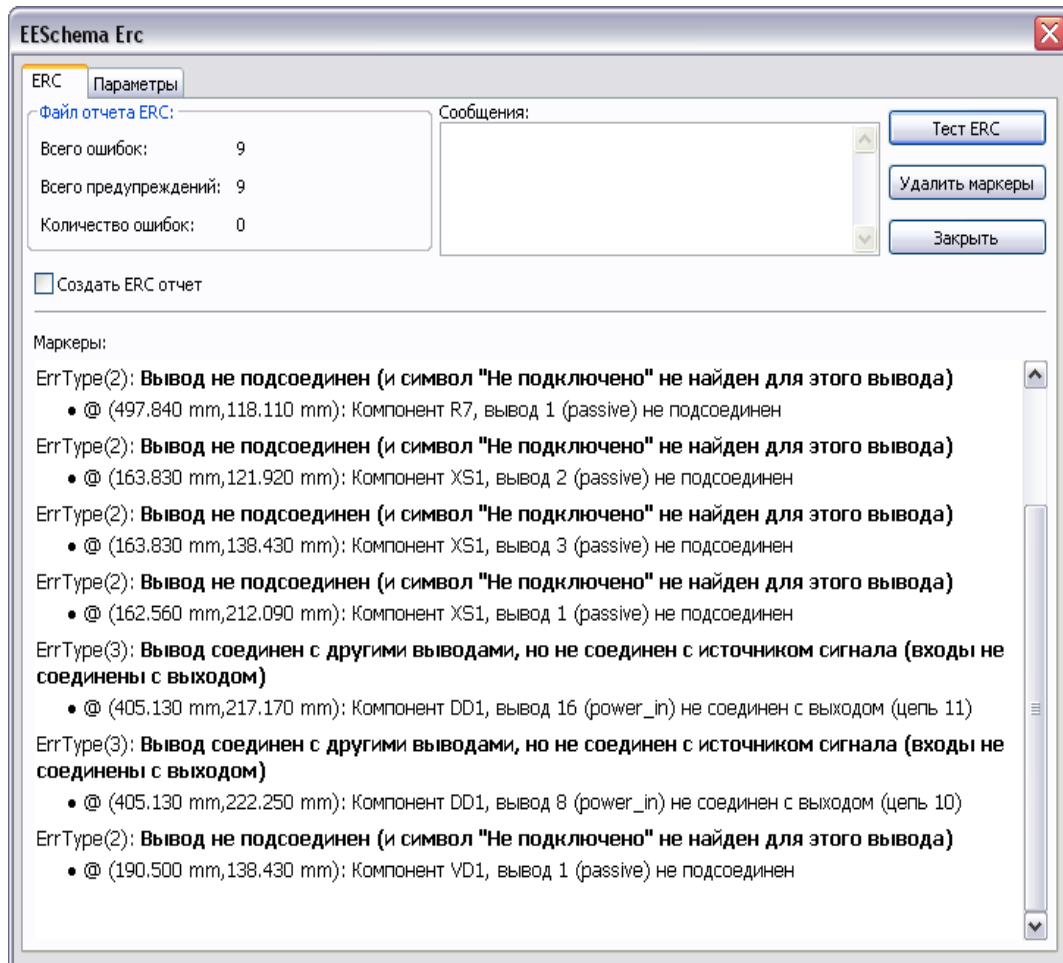 EESchema Erc
ERC
Параметры
Файл отчета ERC:
Всего ошибок: 9
Всего предупреждений: 9
Количество ошибок: 0
Сообщения:
Тест ERC
Удалить маркеры
Закрыть
Создать ERC отчет
Маркеры:
ErrType(2): Вывод не подсоединен (и символ "Не подключено" не найден для этого вывода)
• @ (497.840 mm,118.110 mm): Компонент R7, вывод 1 (passive) не подсоединен
ErrType(2): Вывод не подсоединен (и символ "Не подключено" не найден для этого вывода)
• @ (163.830 mm,121.920 mm): Компонент XS1, вывод 2 (passive) не подсоединен
ErrType(2): Вывод не подсоединен (и символ "Не подключено" не найден для этого вывода)
• @ (163.830 mm,138.430 mm): Компонент XS1, вывод 3 (passive) не подсоединен
ErrType(2): Вывод не подсоединен (и символ "Не подключено" не найден для этого вывода)
• @ (162.560 mm,212.090 mm): Компонент XS1, вывод 1 (passive) не подсоединен
ErrType(3): Вывод соединен с другими выводами, но не соединен с источником сигнала (входы не
соединены с выходом)
• @ (405.130 mm,217.170 mm): Компонент DD1, вывод 16 (power_in) не соединен с выходом (цепь 11)
ErrType(3): Вывод соединен с другими выводами, но не соединен с источником сигнала (входы не
соединены с выходом)
• @ (405.130 mm,222.250 mm): Компонент DD1, вывод 8 (power_in) не соединен с выходом (цепь 10)
ErrType(2): Вывод не подсоединен (и символ "Не подключено" не найден для этого вывода)
• @ (190.500 mm,138.430 mm): Компонент VD1, вывод 1 (passive) не подсоединен